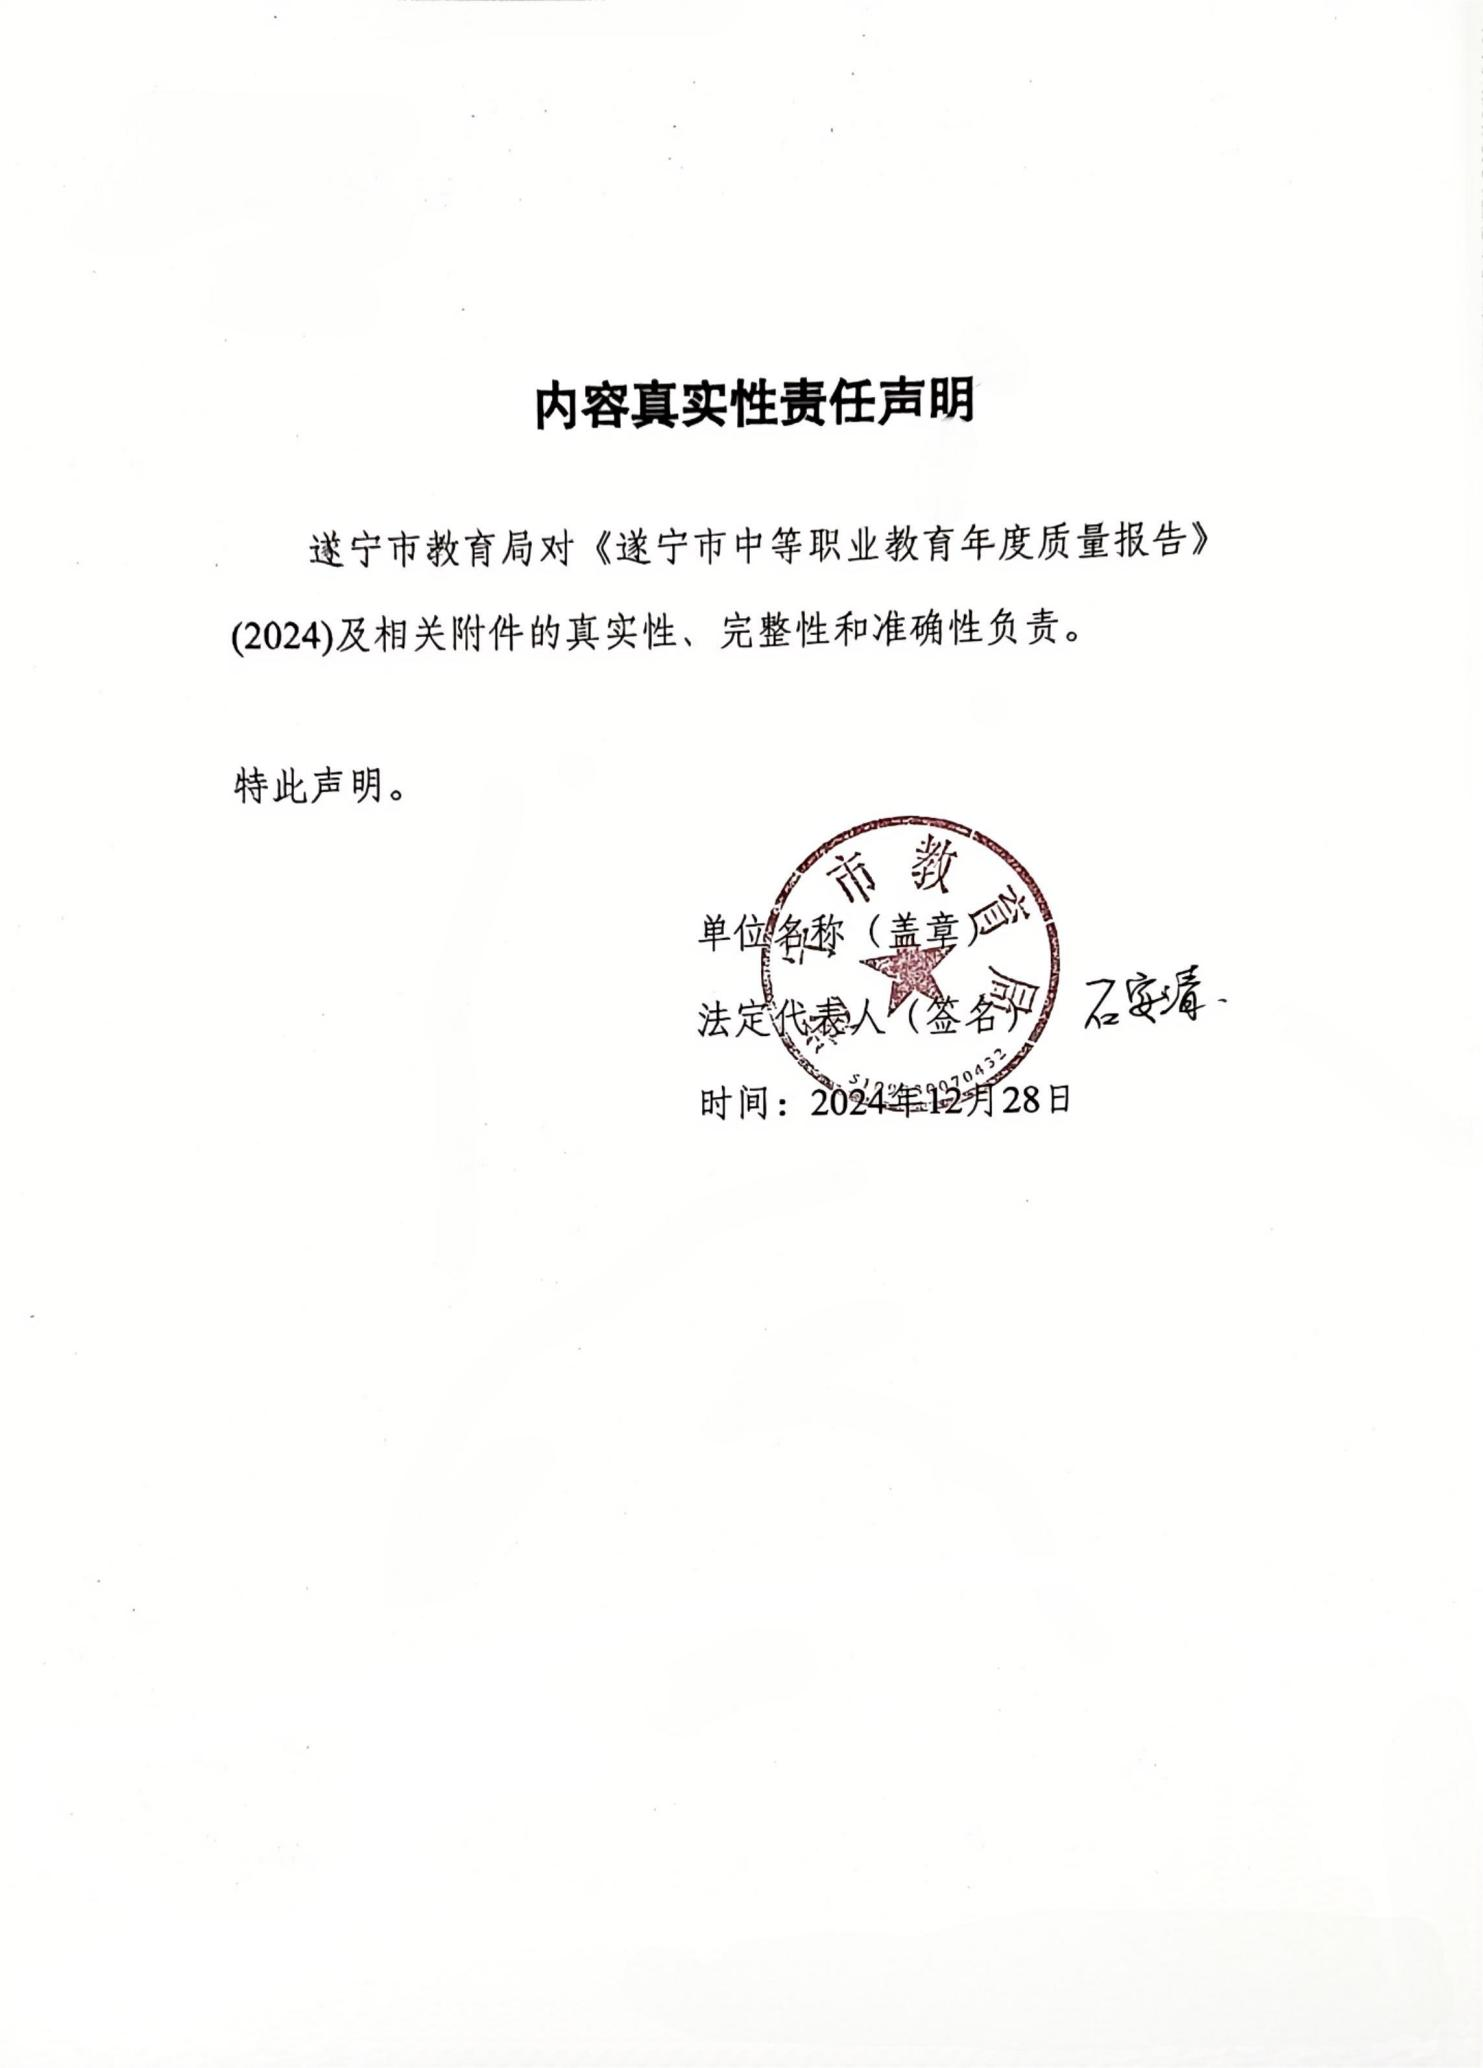 内容真实性责任声明
遂宁市教育局对《遂宁市中等职业教育年度质量报告》
(2024)及相关附件的真实性、完整性和准确性负责。
特此声明。
市教育局
单位名称（盖章）
法定代表人（签名）
时间：2024年12月28日